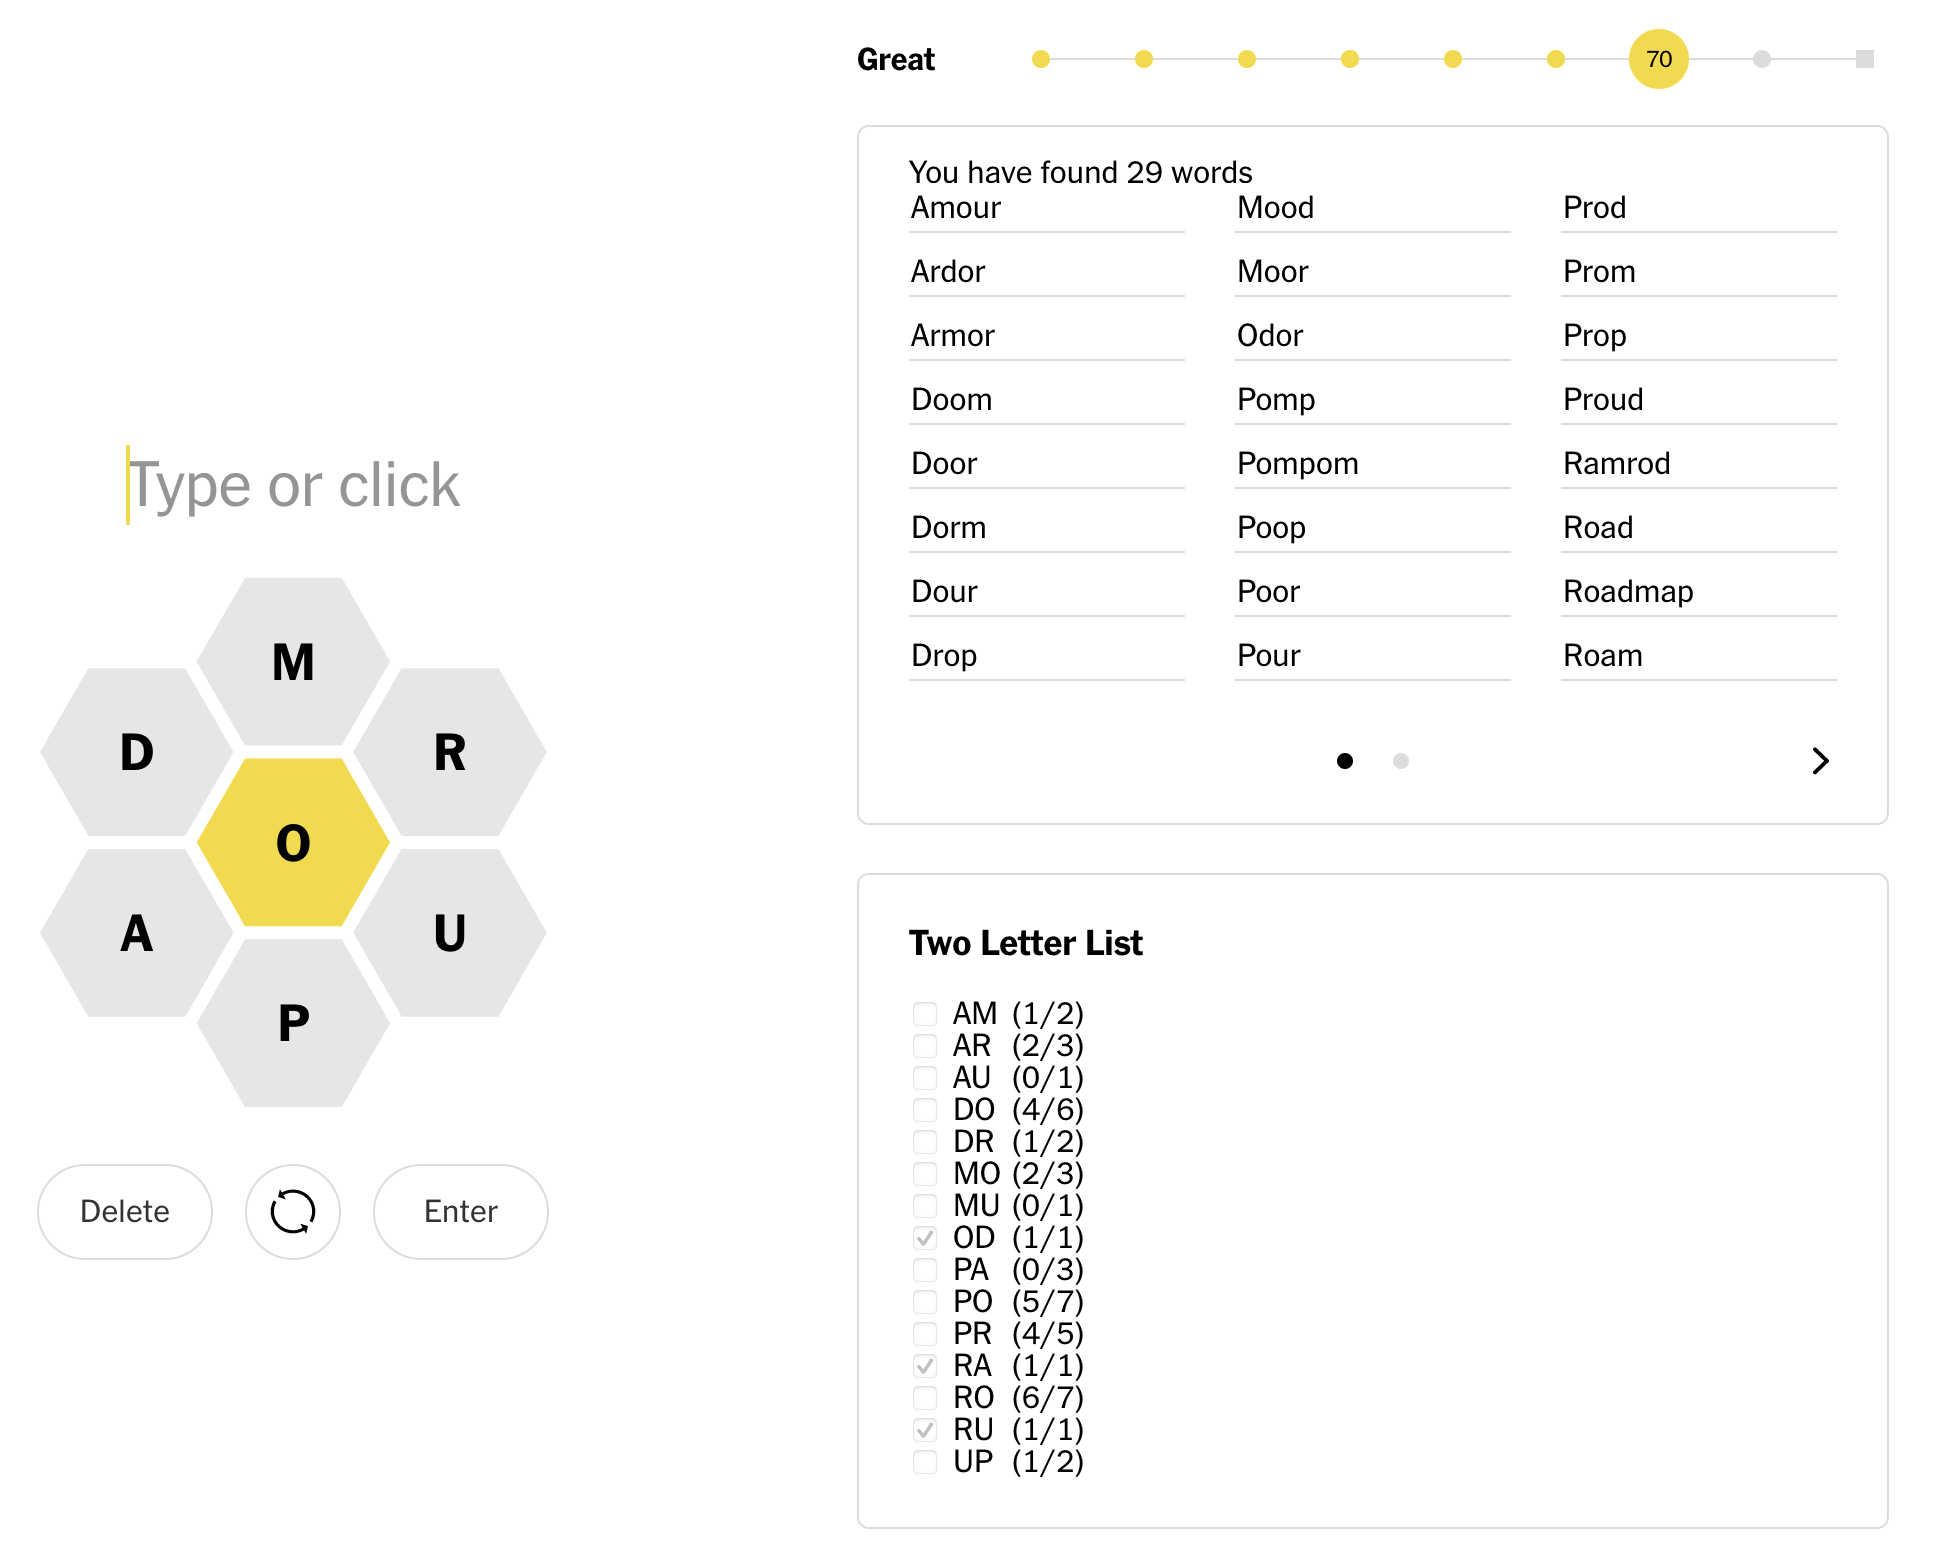 Great
70
You have found 29 words
Amour
Ardor
Armor
Doom
Door
Dorm
Dour
Drop
Mood
Moor
Odor
Pomp
Pompom
Poop
Poor
Pour
Prod
Prom
Prop
Proud
Ramrod
Road
Roadmap
Roam
Type or click
M
D
R
O
A
U
P
Delete
Enter
Two Letter List
AM (1/2)
AR (2/3)
AU (0/1)
DO (4/6)
DR (1/2)
MO (2/3)
MU (0/1)
OD (1/1)
PA (0/3)
PO (5/7)
PR (4/5)
RA (1/1)
RO (6/7)
RU (1/1)
UP (1/2)